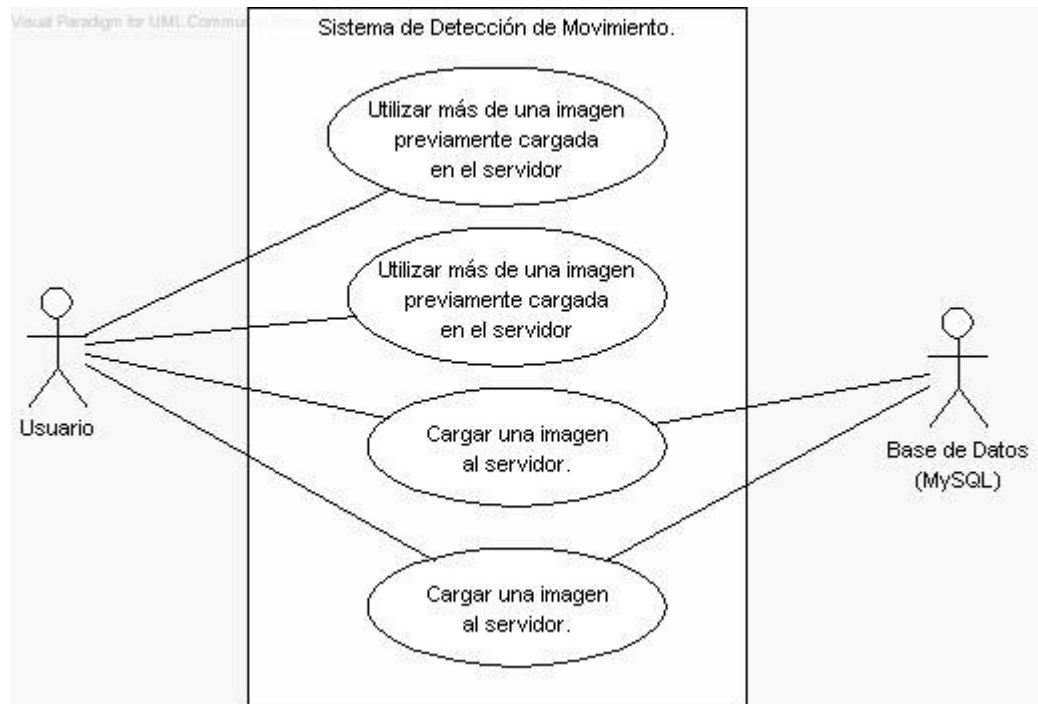 Visual Paradigm for UML Commu
Sistema de Detección de Movimiento.
Utilizar más de una imagen
previamente cargada
en el servidor
Utilizar más de una imagen
previamente cargada
en el servidor
Usuario
Cargar una imagen
al servidor.
Base de Datos
(MySQL)
Cargar una imagen
al servidor.